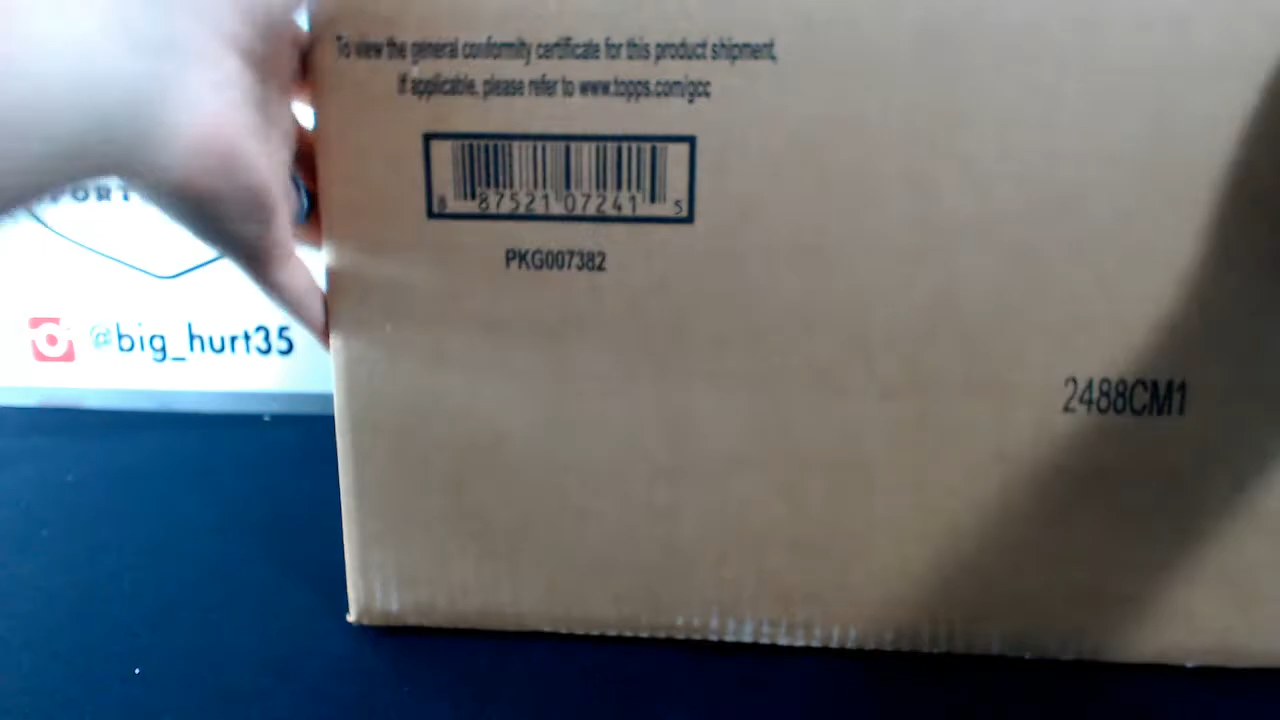 To view the general conformity certificate for this product shipment,
If applicable, please refer to www.topps.com/gcc
8 87521 07241 5
PKG007382
@big_hurt35
2488CM1